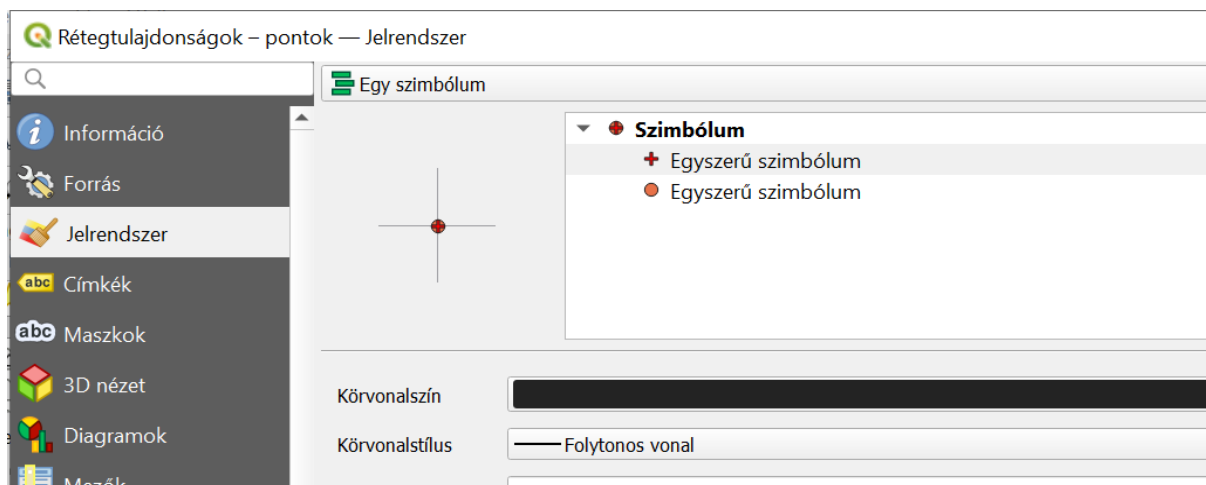 Rétegtulajdonságok – pontok — Jelrendszer
Egy szimbólum
Információ
Forrás
Jelrendszer
abc Címkék
abc Maszkok
3D nézet
Diagramok
Mezők
Szimbólum
Egyszerű szimbólum
Egyszerű szimbólum
Körvonalszín
Körvonalstílus
Folytonos vonal